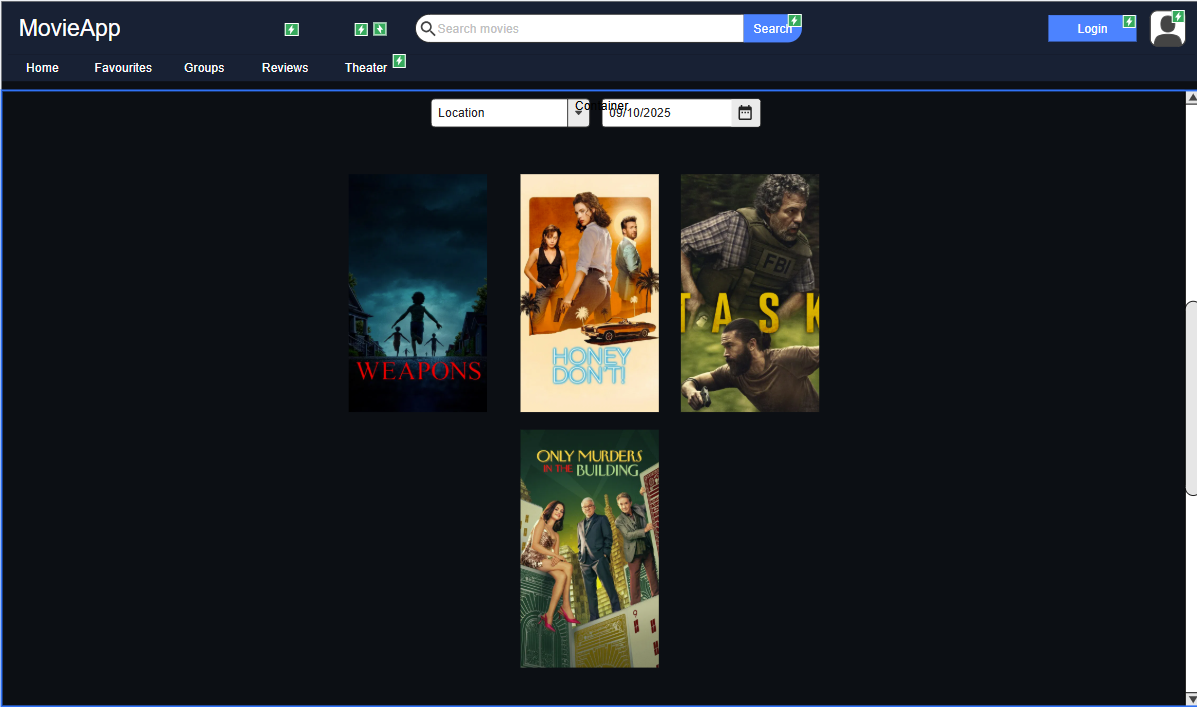 MovieApp
Search movies
Search
Login
Home
Favourites
Groups
Reviews
Theater
Container
Location
09/10/2025
FBI
TASK
WEAPONS
HONEY
DON'T!
ONLY MURDERS
IN THE BUILDING
9